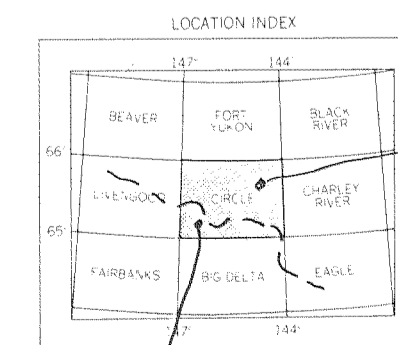 LOCATION INDEX
147° 144°
BEAVER FORT YUKON BLACK RIVER
66°
LIVENGOOD CIRCLE CHARLEY RIVER
65°
FAIRBANKS BIG DELTA EAGLE
147° 144°